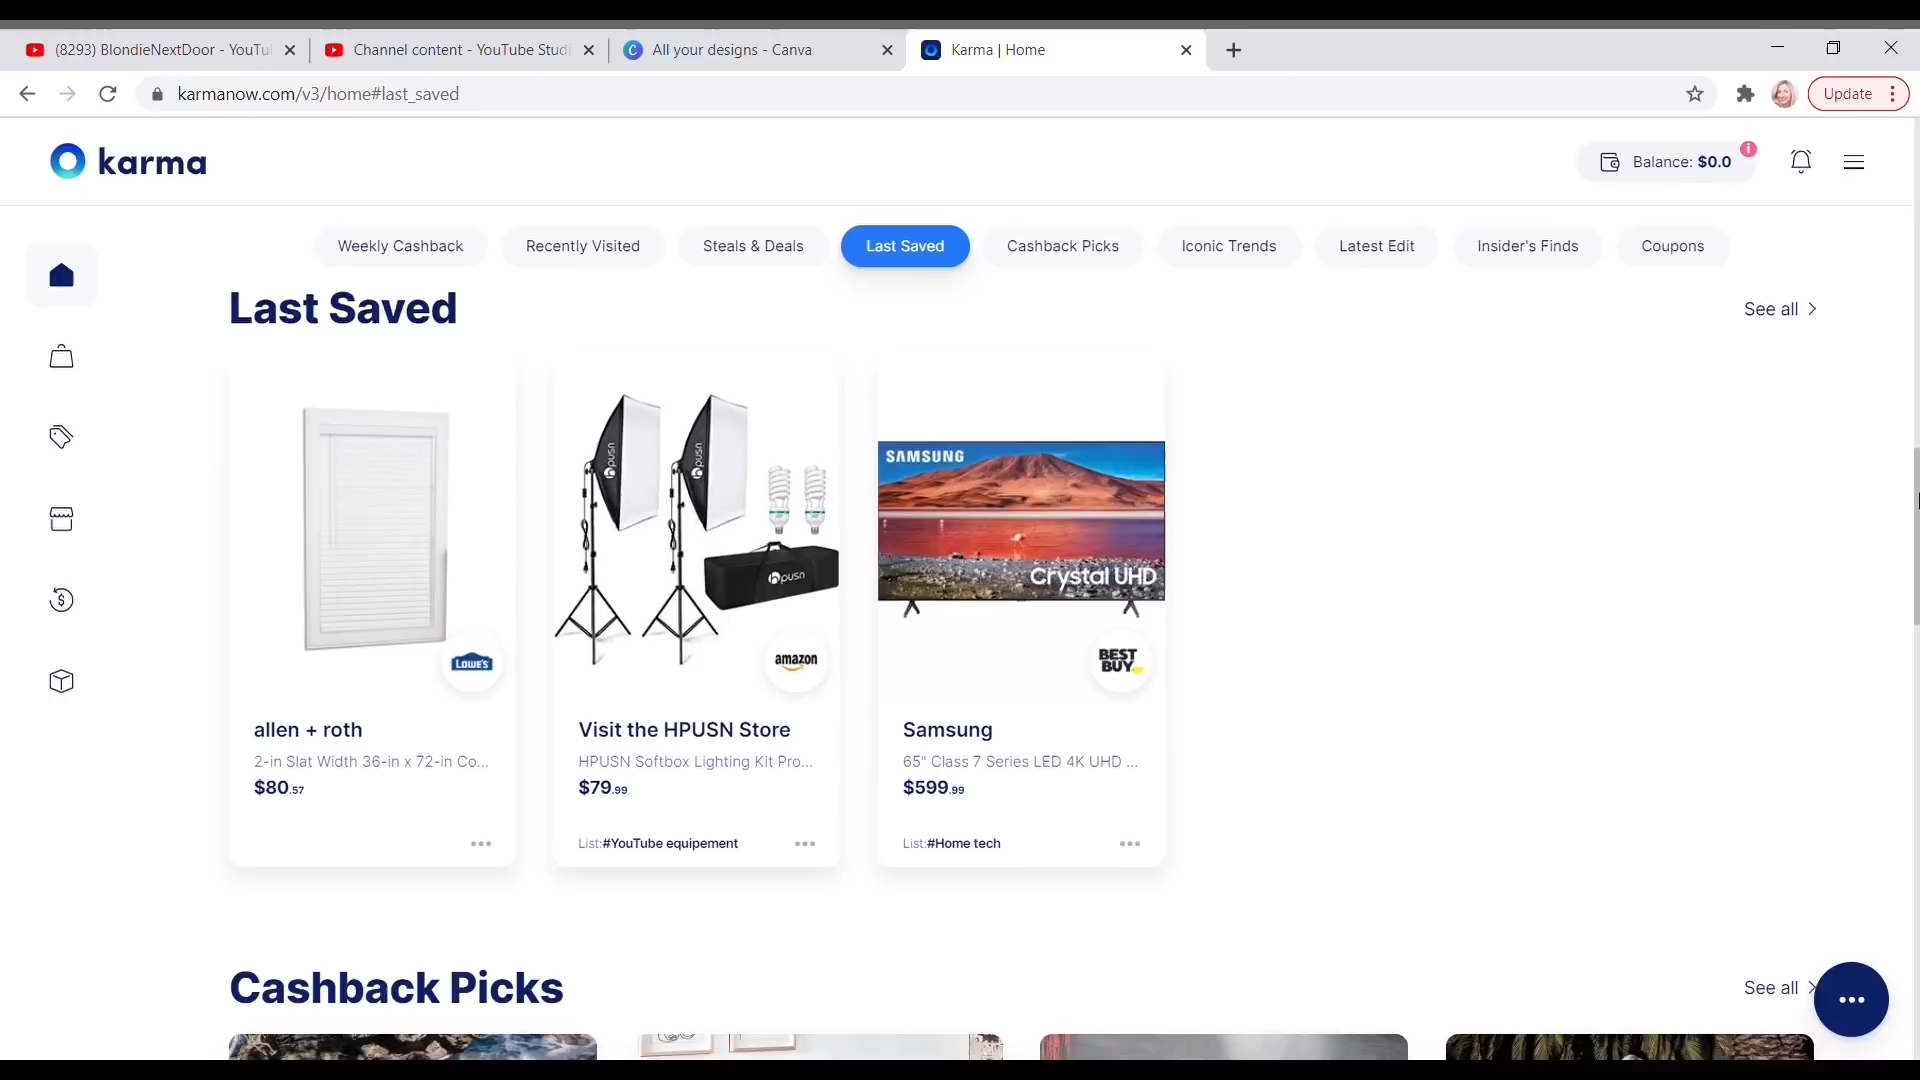 (8293) BlondieNextDoor - YouTu
Channel content - YouTube Studi
All your designs - Canva
Karma | Home
karmanow.com/v3/home#last_saved
Update
karma
Balance: $0.0
Weekly Cashback
Recently Visited
Steals & Deals
Last Saved
Cashback Picks
Iconic Trends
Latest Edit
Insider's Finds
Coupons
Last Saved
See all
LOWE'S
hpusn
hpusn
hpusn
amazon
SAMSUNG
Crystal UHD
BEST BUY
allen + roth
2-in Slat Width 36-in x 72-in Co...
$80.57
Visit the HPUSN Store
HPUSN Softbox Lighting Kit Pro...
$79.99
List:#YouTube equipement
Samsung
65" Class 7 Series LED 4K UHD ...
$599.99
List:#Home tech
Cashback Picks
See all